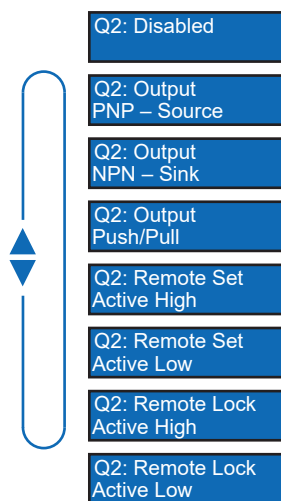 Q2: Disabled
Q2: Output
PNP – Source
Q2: Output
NPN – Sink
Q2: Output
Push/Pull
Q2: Remote Set
Active High
Q2: Remote Set
Active Low
Q2: Remote Lock
Active High
Q2: Remote Lock
Active Low